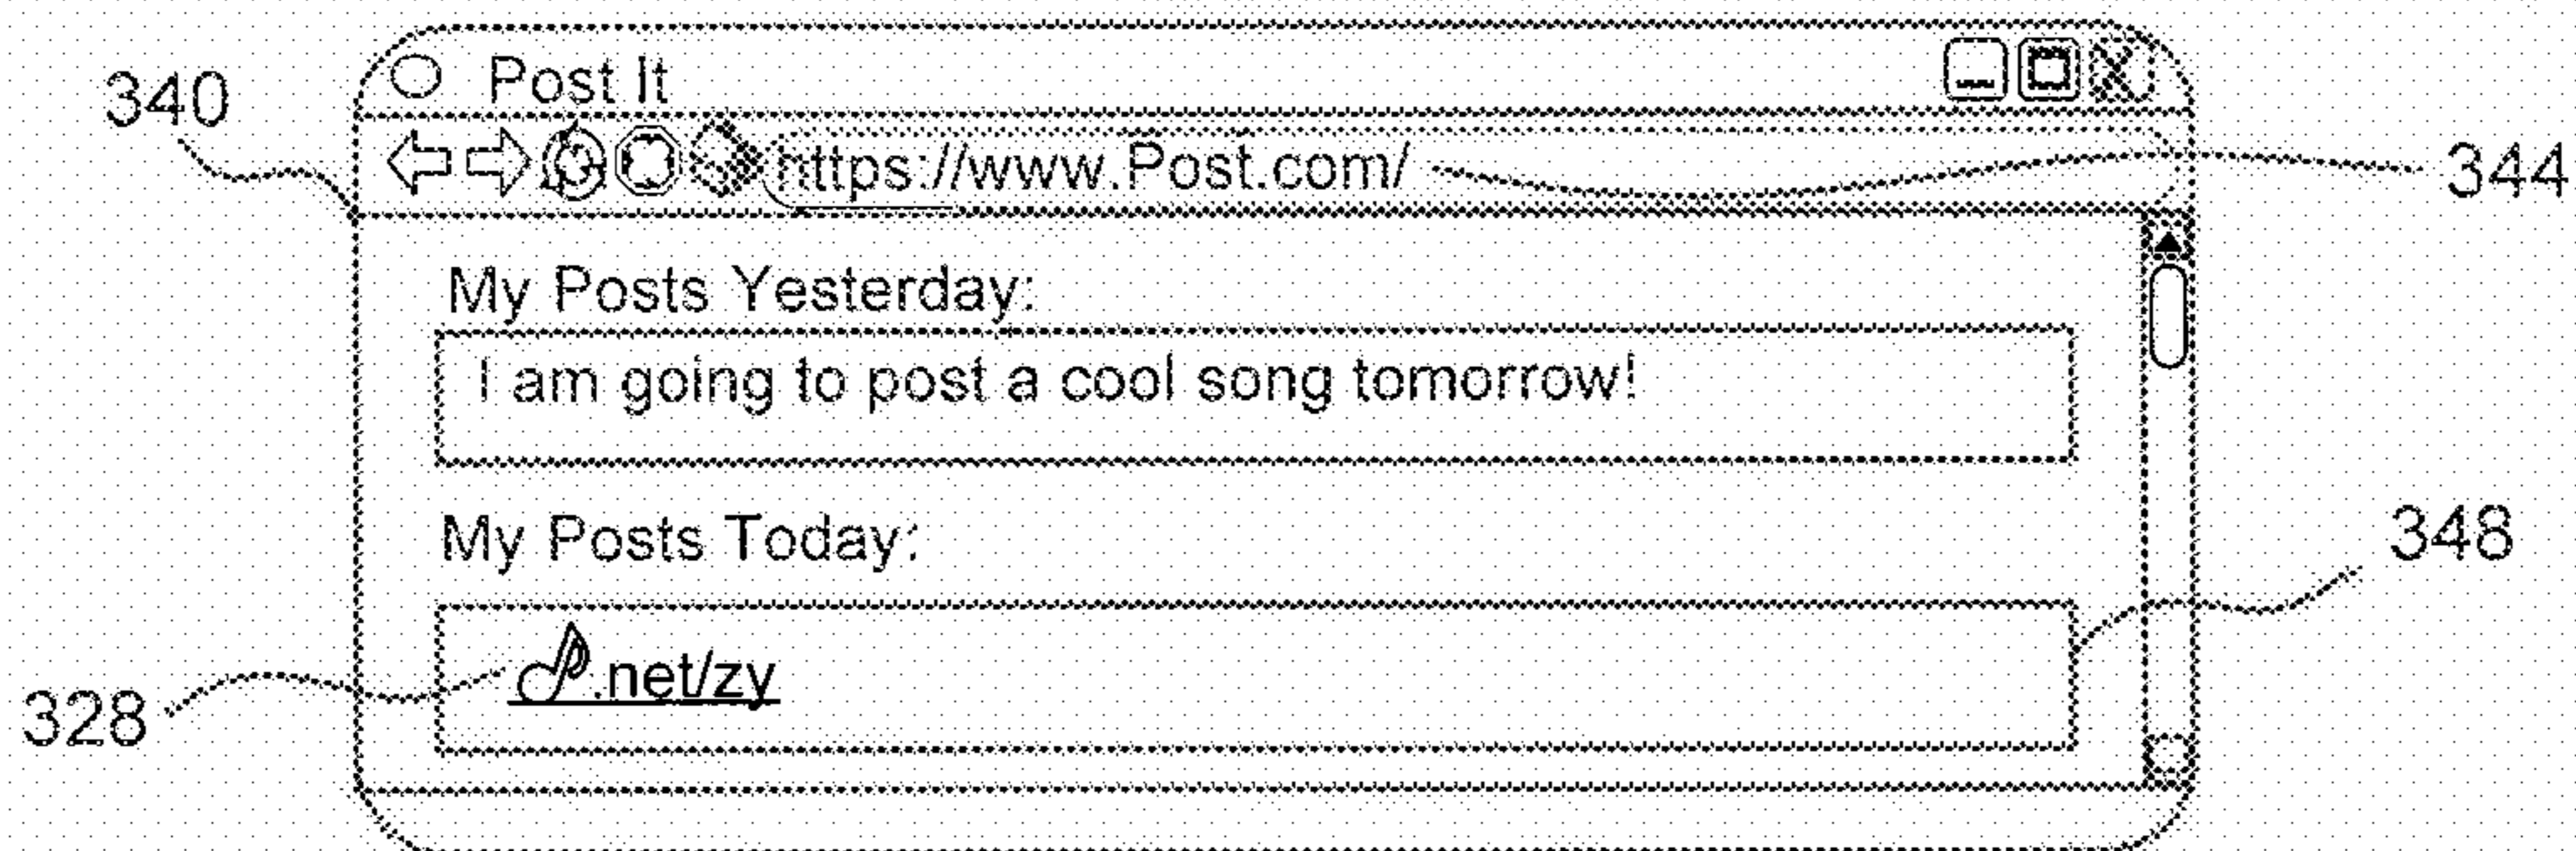 Post It
340
https://www.Post.com/
344
My Posts Yesterday:
I am going to post a cool song tomorrow!
My Posts Today:
348
♪.net/zy
328